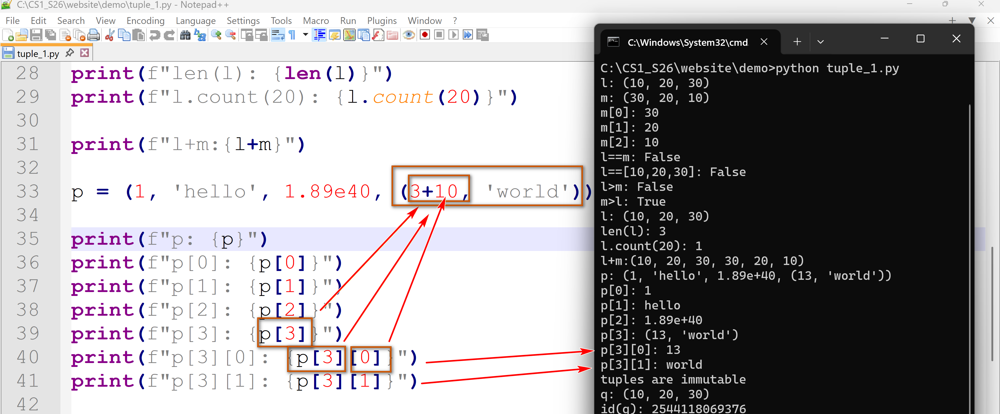 C:\CS1_S26\website\demo\tuple_1.py - Notepad++
File Edit Search View Encoding Language Settings Tools Macro Run Plugins Window ?
tuple_1.py
28 print(f"len(l): {len(l)}")
29 print(f"l.count(20): {l.count(20)}")
30
31 print(f"l+m:{l+m}")
32
33 p = (1, 'hello', 1.89e40, (3+10, 'world'))
34
35 print(f"p: {p}")
36 print(f"p[0]: {p[0]}")
37 print(f"p[1]: {p[1]}")
38 print(f"p[2]: {p[2]}")
39 print(f"p[3]: {p[3]}")
40 print(f"p[3][0]: {p[3][0]}")
41 print(f"p[3][1]: {p[3][1]}")
42
C:\Windows\System32\cmd.
C:\CS1_S26\website\demo>python tuple_1.py
l: (10, 20, 30)
m: (30, 20, 10)
m[0]: 30
m[1]: 20
m[2]: 10
l==m: False
l==[10,20,30]: False
l>m: False
m>l: True
l: (10, 20, 30)
len(l): 3
l.count(20): 1
l+m:(10, 20, 30, 30, 20, 10)
p: (1, 'hello', 1.89e+40, (13, 'world'))
p[0]: 1
p[1]: hello
p[2]: 1.89e+40
p[3]: (13, 'world')
p[3][0]: 13
p[3][1]: world
tuples are immutable
q: (10, 20, 30)
id(q): 2544118069376